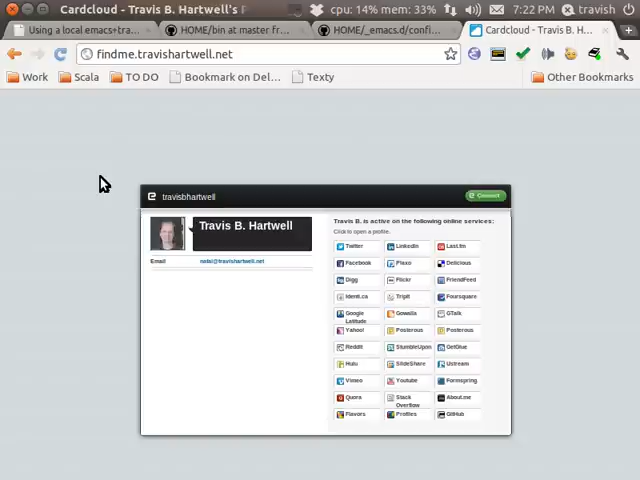 Cardcloud - Travis B. Hartwell's P
cpu: 14% mem: 33%
7:22 PM
travish
Using a local emacs+tra
HOME/bin at master fr
HOME/_emacs.d/confi
Cardcloud - Travis B. H
findme.travishartwell.net
Work
Scala
TO DO
Bookmark on Del...
Texty
Other Bookmarks
travisbhartwell
Connect
Travis B. Hartwell
Email
nafai@travishartwell.net
Travis B. is active on the following online services:
Click to open a profile.
Twitter LinkedIn Last.fm
Facebook Plaxo Delicious
Digg Flickr FriendFeed
Identi.ca TripIt Foursquare
Google Latitude Gowalla GTalk
Yahoo! Posterous Posterous
Reddit StumbleUpon GetGlue
Hulu SlideShare Ustream
Vimeo Youtube Formspring
Quora Stack Overflow About.me
Flavors Profiles GitHub